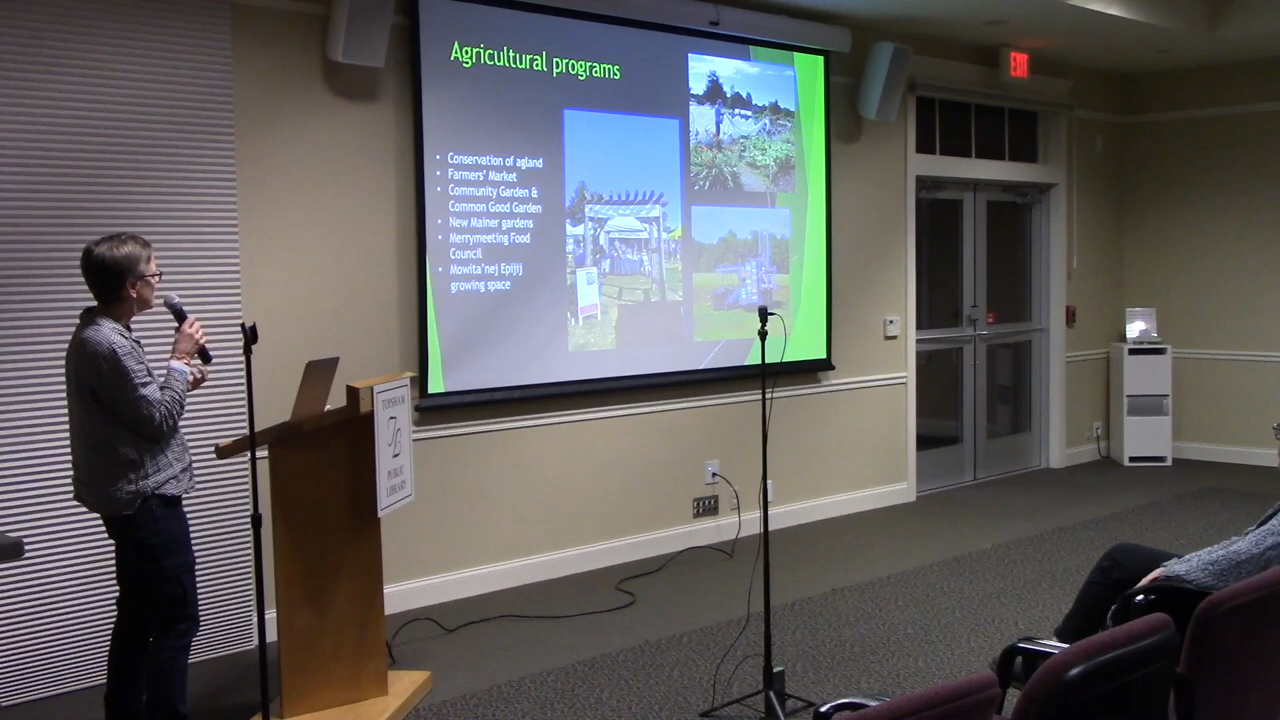 Agricultural programs
• Conservation of agland
• Farmers' Market
• Community Garden &
Common Good Garden
• New Mainer gardens
• Merrymeeting Food
Council
• Mawita'nej Epijij
growing space
EXIT
TOPSHAM
PUBLIC
LIBRARY